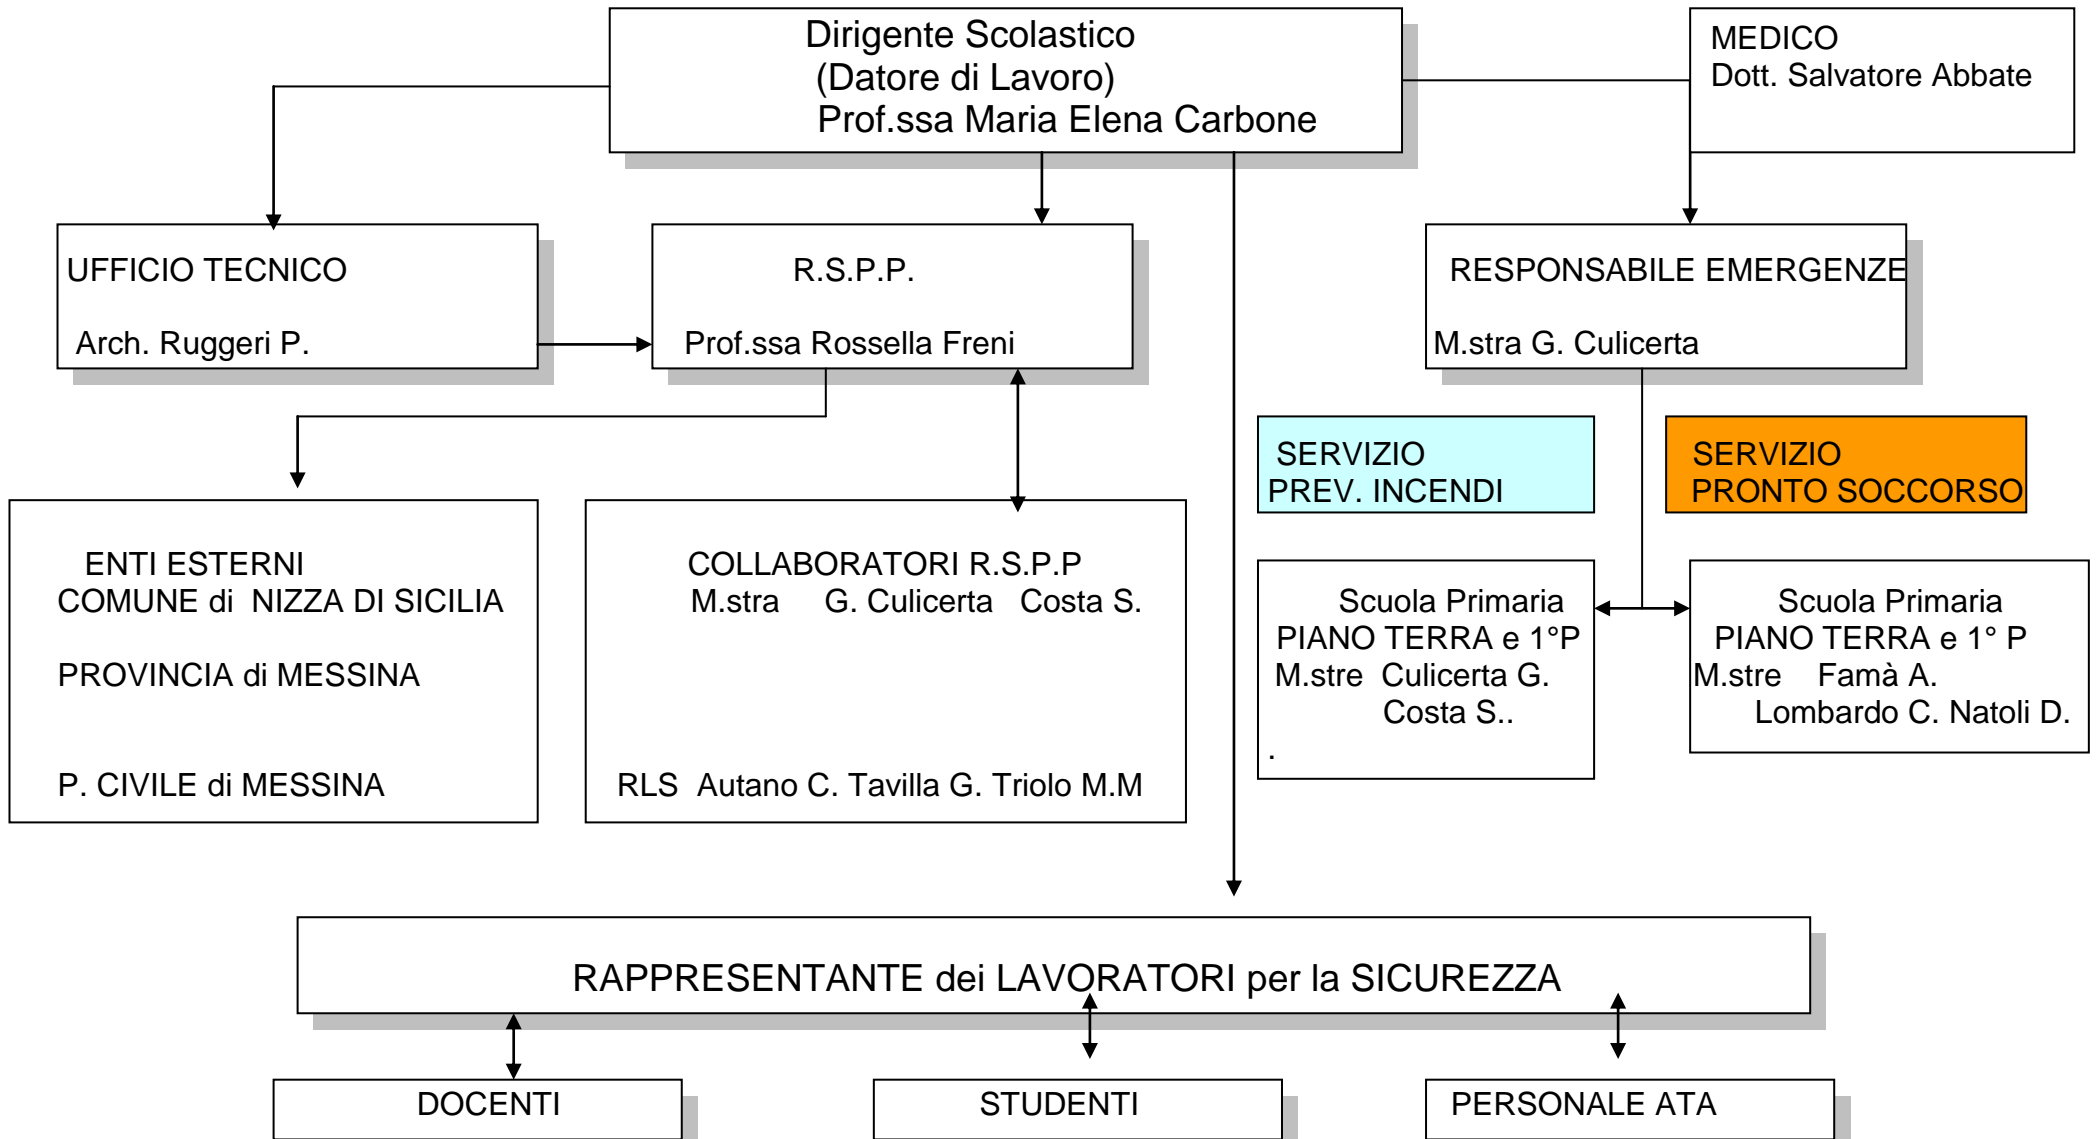 Dirigente Scolastico
(Datore di Lavoro)
Prof.ssa Maria Elena Carbone
MEDICO
Dott. Salvatore Abbate
UFFICIO TECNICO
Arch. Ruggeri P.
R.S.P.P.
Prof.ssa Rossella Freni
RESPONSABILE EMERGENZE
M.stra G. Culicerta
SERVIZIO
PREV. INCENDI
SERVIZIO
PRONTO SOCCORSO
ENTI ESTERNI
COMUNE di NIZZA DI SICILIA
PROVINCIA di MESSINA
P. CIVILE di MESSINA
COLLABORATORI R.S.P.P
M.stra G. Culicerta Costa S.
RLS Autano C. Tavilla G. Triolo M.M
Scuola Primaria
PIANO TERRA e 1°P
M.stre Culicerta G.
Costa S..
.
Scuola Primaria
PIANO TERRA e 1° P
M.stre Famà A.
Lombardo C. Natoli D.
RAPPRESENTANTE dei LAVORATORI per la SICUREZZA
DOCENTI
STUDENTI
PERSONALE ATA